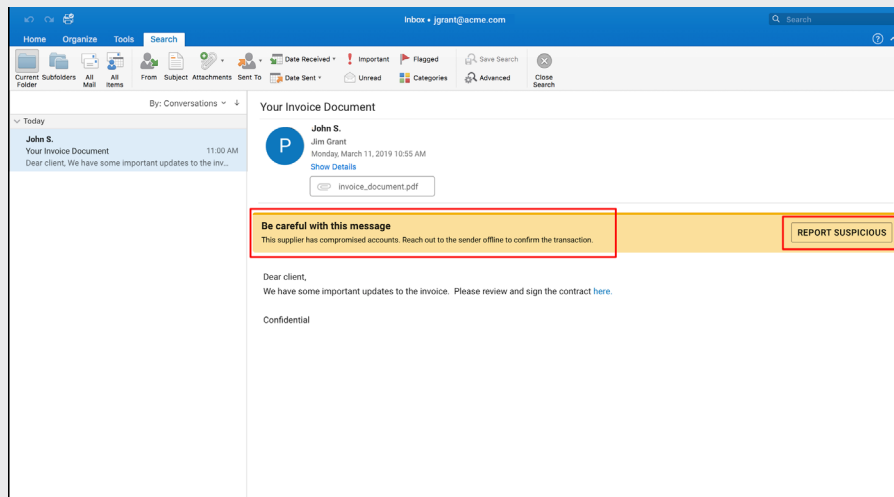 Inbox • jgrant@acme.com
Search
Home Organize Tools Search
Current Folder
Subfolders
All Mail
All Items
From
Subject
Attachments
Sent To
Date Received
Important
Flagged
Save Search
Date Sent
Unread
Categories
Advanced
Close Search
By: Conversations
Today
John S.
Your Invoice Document 11:00 AM
Dear client, We have some important updates to the inv...
Your Invoice Document
P
John S.
Jim Grant
Monday, March 11, 2019 10:55 AM
Show Details
invoice_document.pdf
Be careful with this message
This supplier has compromised accounts. Reach out to the sender offline to confirm the transaction.
REPORT SUSPICIOUS
Dear client,
We have some important updates to the invoice. Please review and sign the contract here.
Confidential